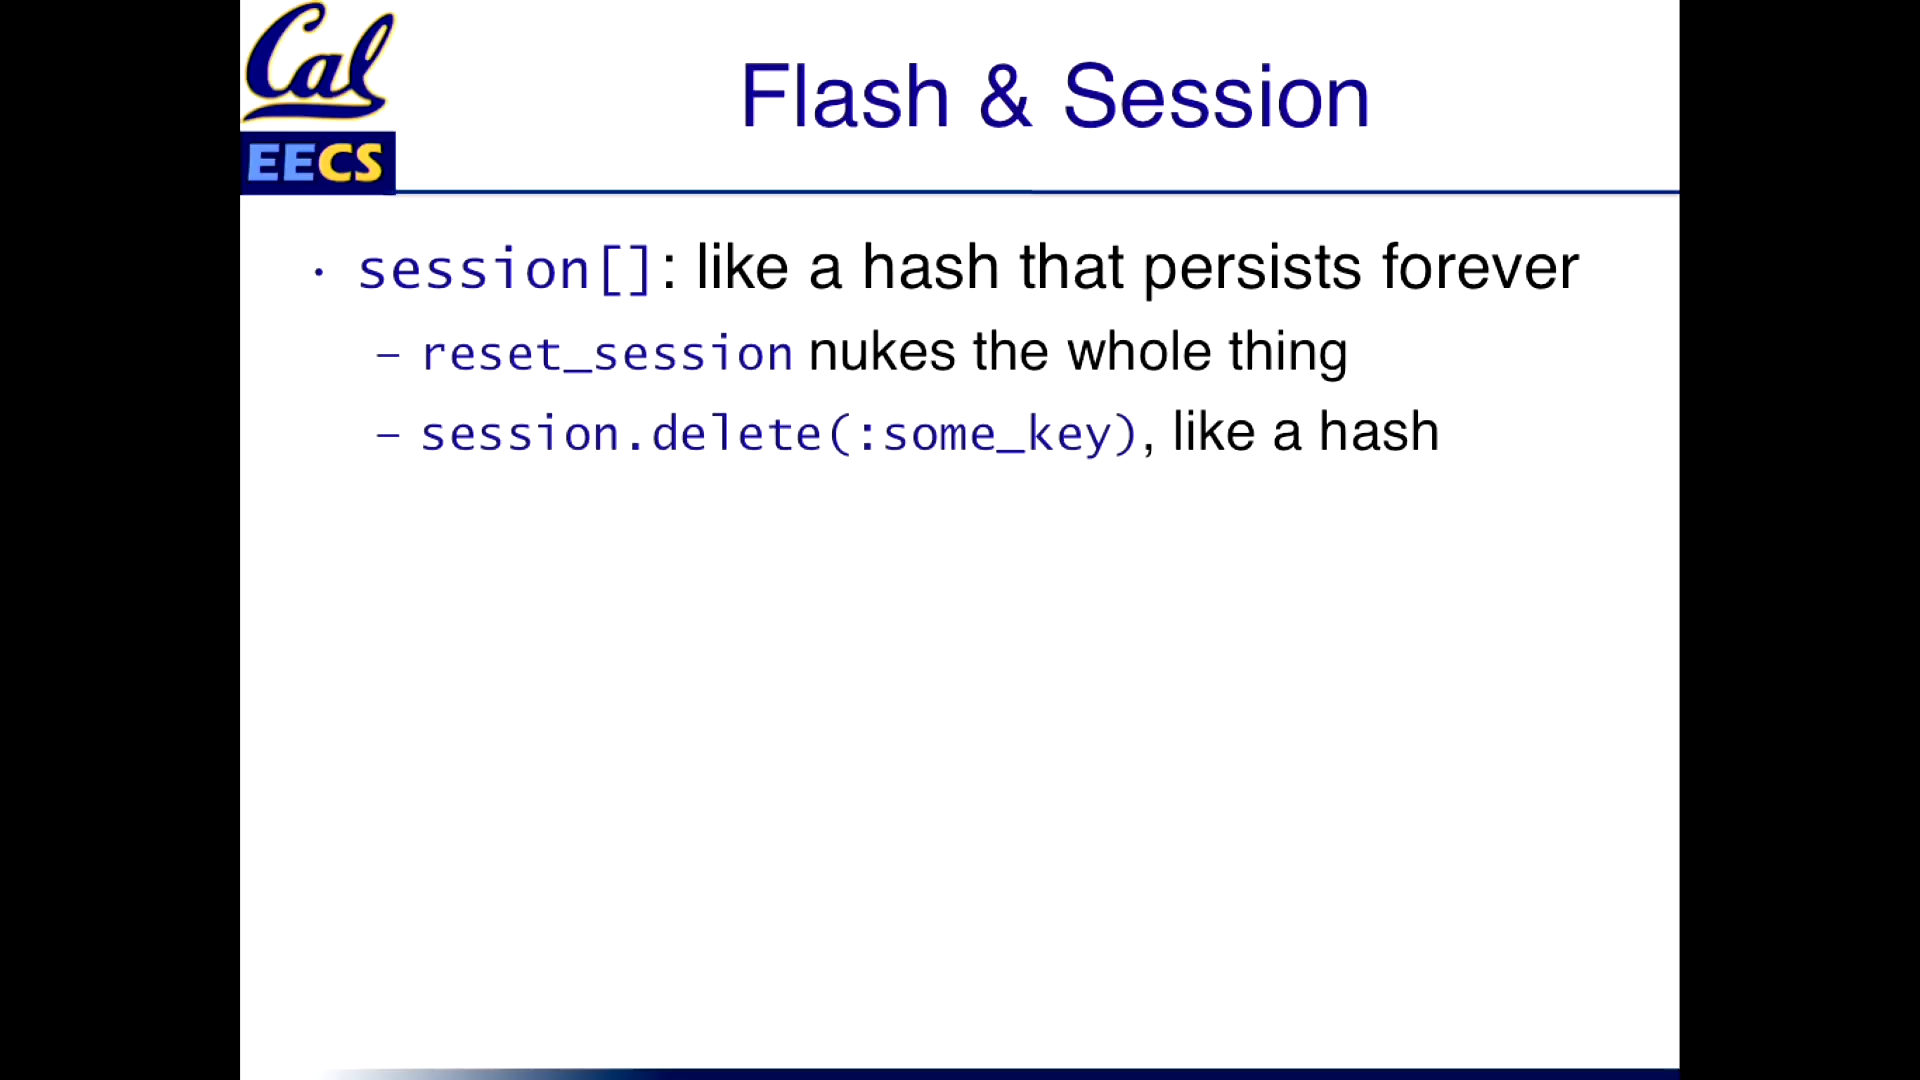 Cal
EECS
Flash & Session
• session[]: like a hash that persists forever
– reset_session nukes the whole thing
– session.delete(:some_key), like a hash